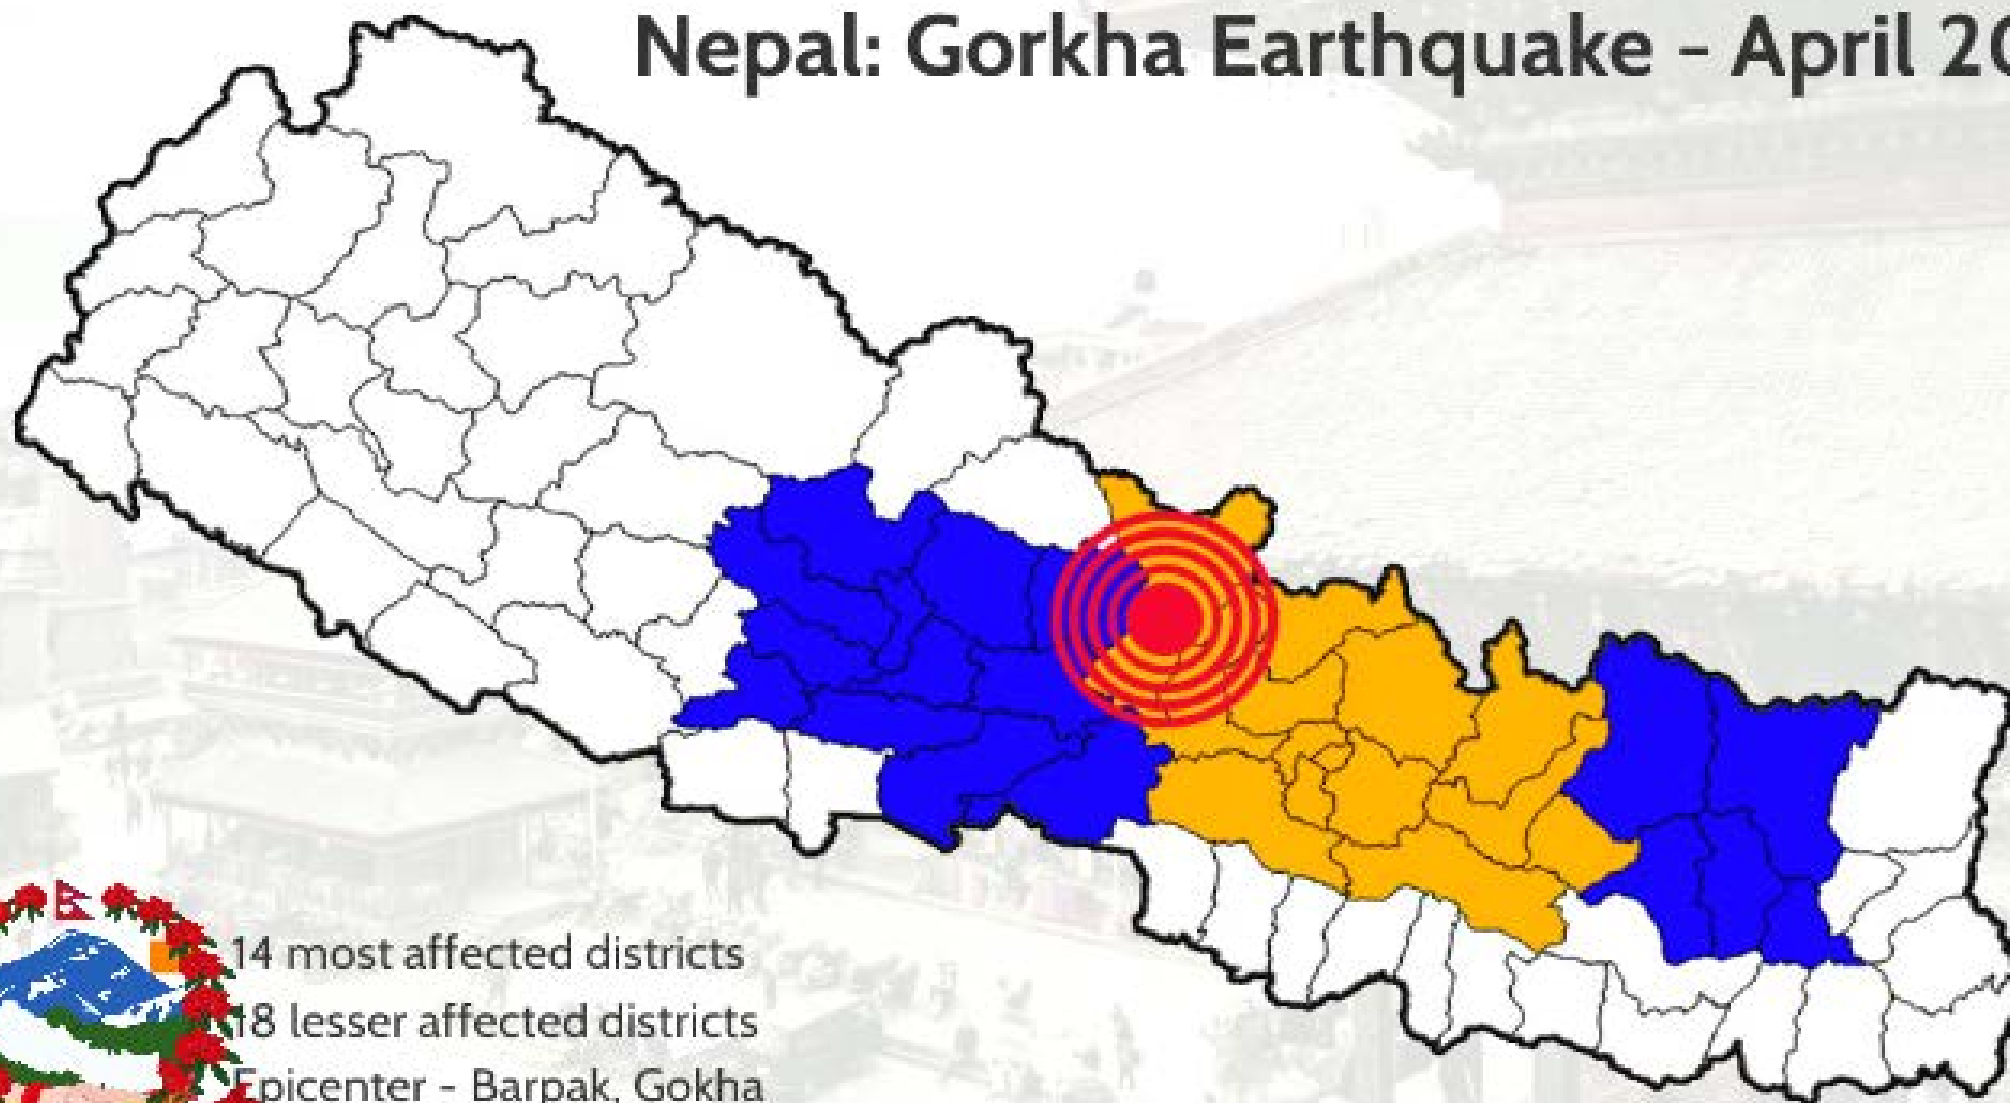 Nepal: Gorkha Earthquake - April 20
14 most affected districts
18 lesser affected districts
Epicenter - Barpak, Gokha